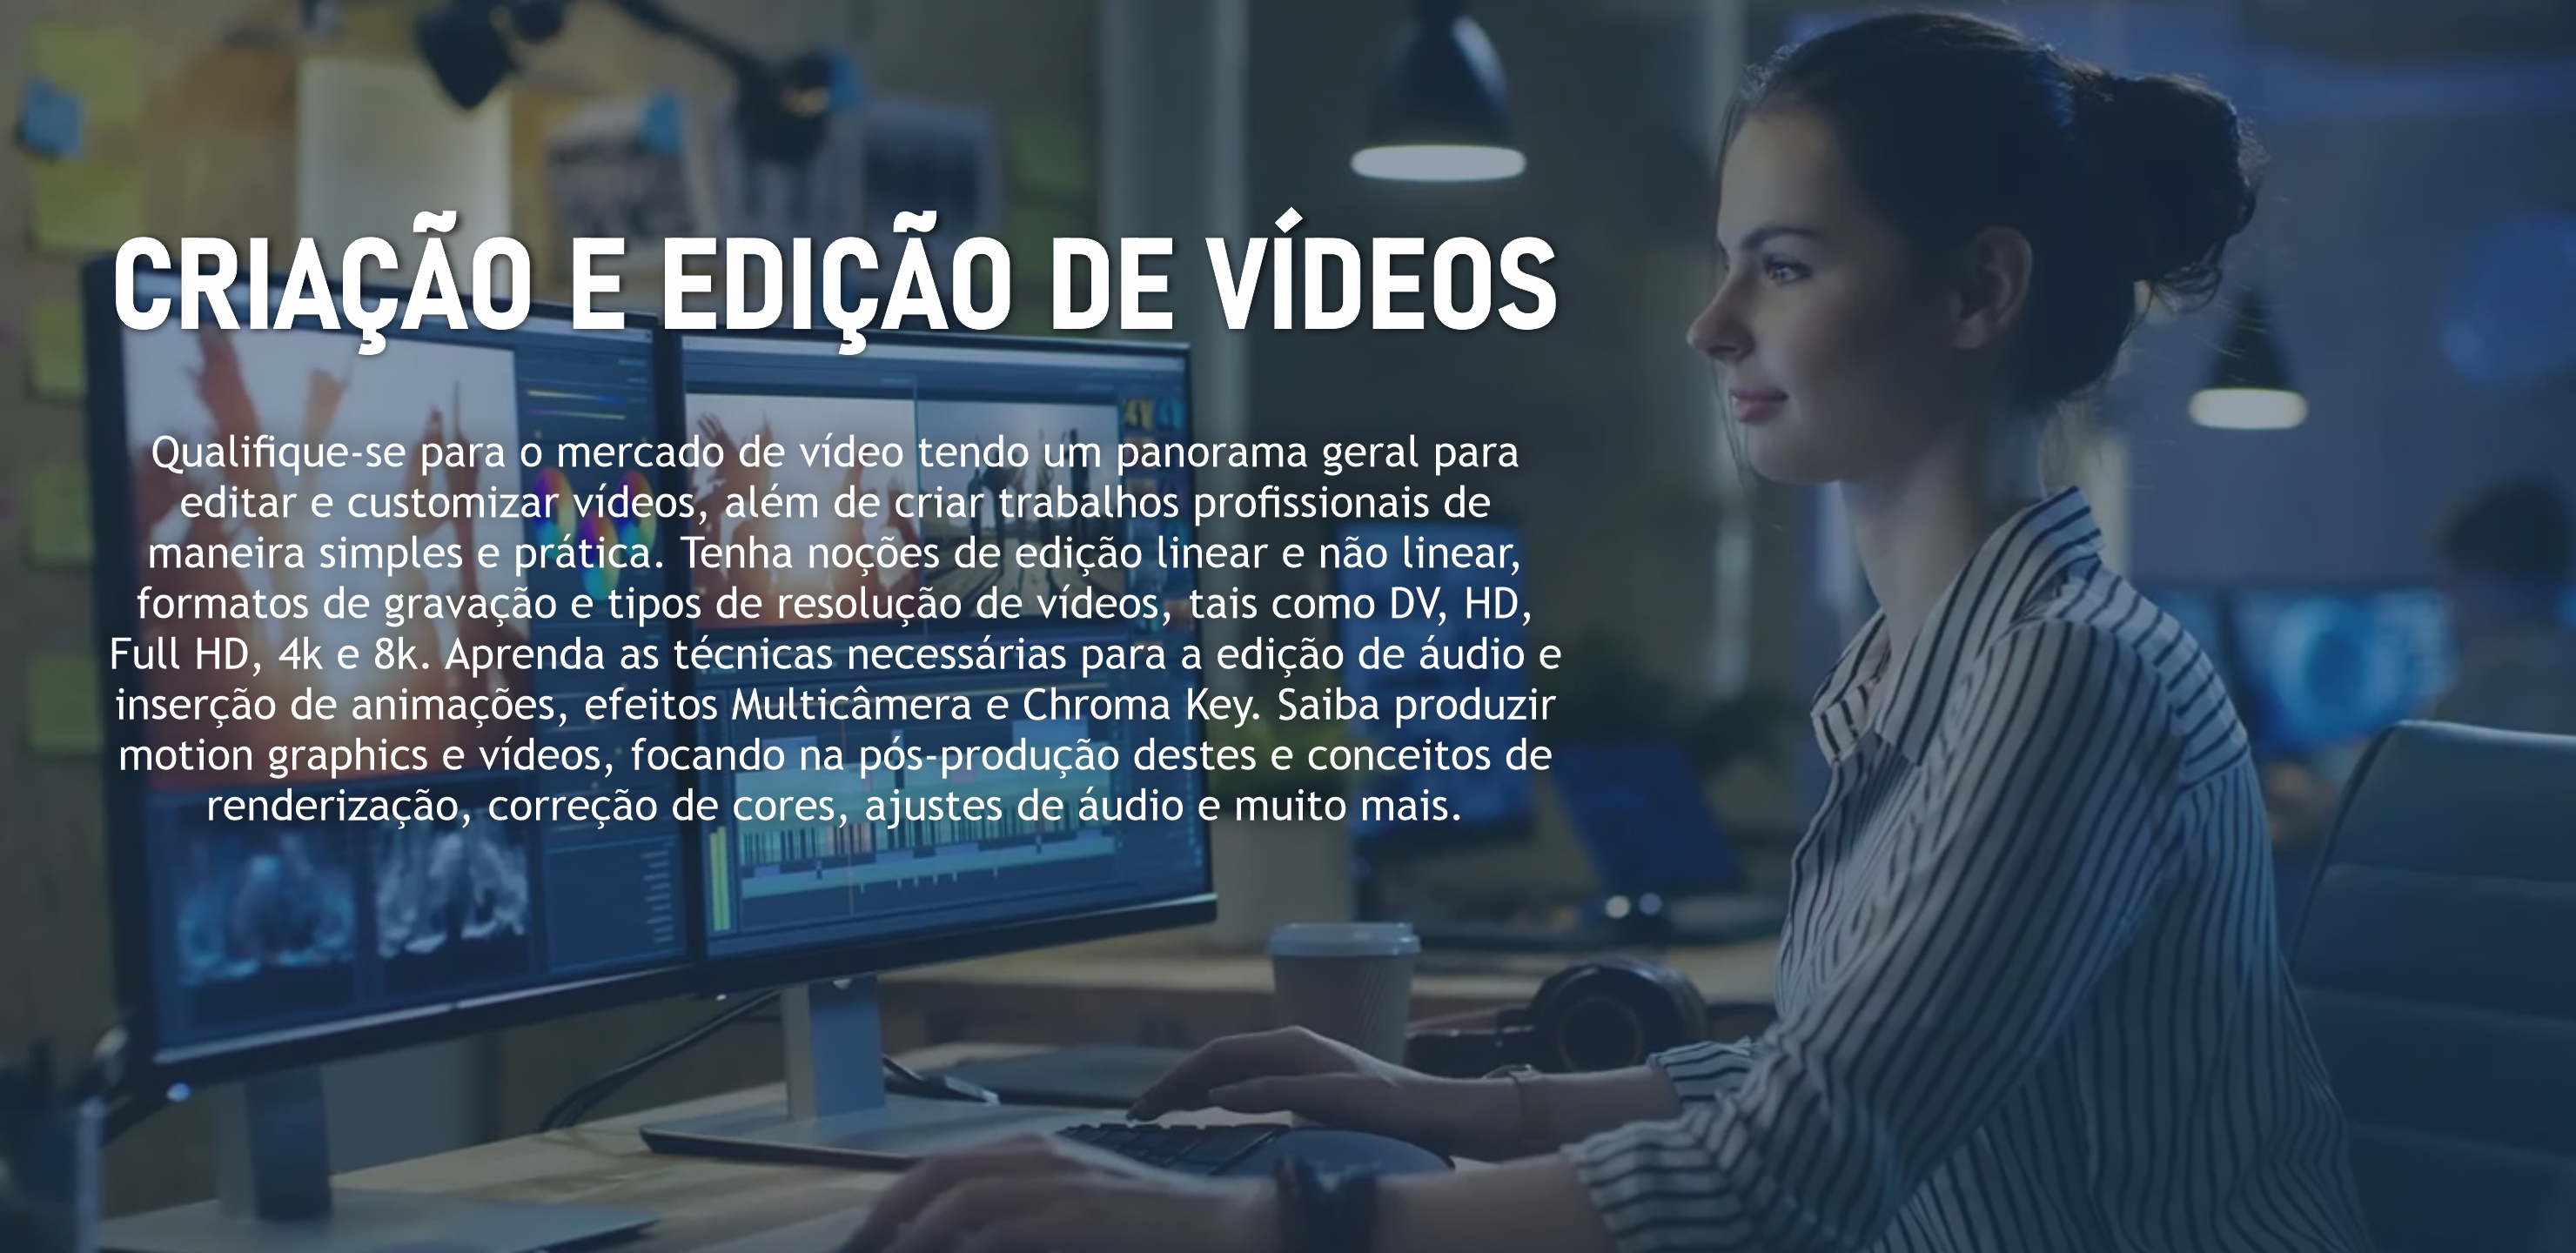 CRIAÇÃO E EDIÇÃO DE VÍDEOS
Qualifique-se para o mercado de vídeo tendo um panorama geral para
editar e customizar vídeos, além de criar trabalhos profissionais de
maneira simples e prática. Tenha noções de edição linear e não linear,
formatos de gravação e tipos de resolução de vídeos, tais como DV, HD,
Full HD, 4k e 8k. Aprenda as técnicas necessárias para a edição de áudio e
inserção de animações, efeitos Multicâmera e Chroma Key. Saiba produzir
motion graphics e vídeos, focando na pós-produção destes e conceitos de
renderização, correção de cores, ajustes de áudio e muito mais.